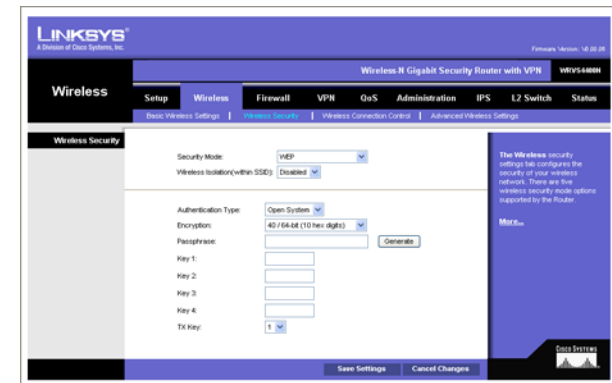 LINKSYS®
A Division of Cisco Systems, Inc.
Firmware Version: V0.00.05
Wireless-N Gigabit Security Router with VPN WRVS4400N
Wireless
Setup Wireless Firewall VPN QoS Administration IPS L2 Switch Status
Basic Wireless Settings | Wireless Security | Wireless Connection Control | Advanced Wireless Settings
Wireless Security
Security Mode: WEP
Wireless Isolation(within SSID): Disabled
Authentication Type: Open System
Encryption: 40 / 64-bit (10 hex digits)
Passphrase: Generate
Key 1:
Key 2:
Key 3:
Key 4:
TX Key: 1
The Wireless security
settings tab configures the
security of your wireless
network. There are five
wireless security mode options
supported by the Router.
More...
Save Settings Cancel Changes
CISCO SYSTEMS